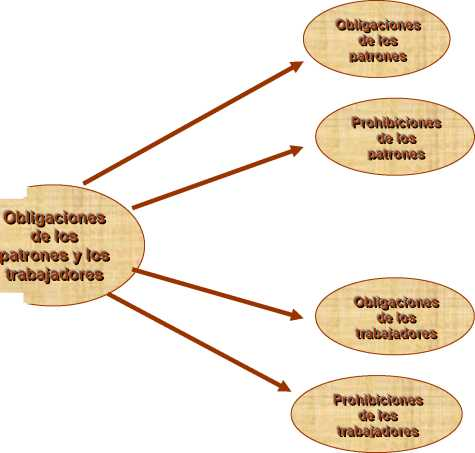 Obligaciones
de los
patrones
Prohibiciones
de los
patrones
Obligaciones
de los
patrones y los
trabajadores
Obligaciones
de los
trabajadores
Prohibiciones
de los
trabajadores